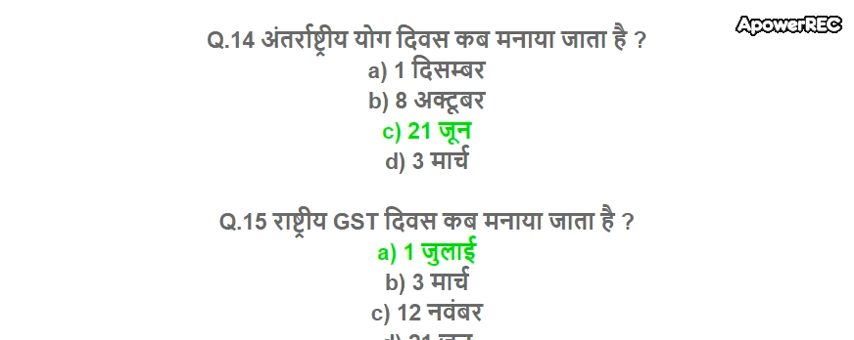 ApowerREC
Q.14 अंतर्राष्ट्रीय योग दिवस कब मनाया जाता है ?
a) 1 दिसम्बर
b) 8 अक्टूबर
c) 21 जून
d) 3 मार्च
Q.15 राष्ट्रीय GST दिवस कब मनाया जाता है ?
a) 1 जुलाई
b) 3 मार्च
c) 12 नवंबर
d) 21 जून